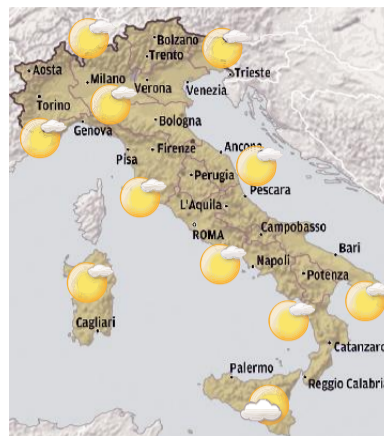 Bolzano
Trento
Aosta
Milano
Verona
Venezia
Trieste
Torino
Genova
Bologna
Pisa
Firenze
Ancona
Perugia
Pescara
L'Aquila
ROMA
Campobasso
Bari
Napoli
Potenza
Cagliari
Catanzaro
Palermo
Reggio Calabria